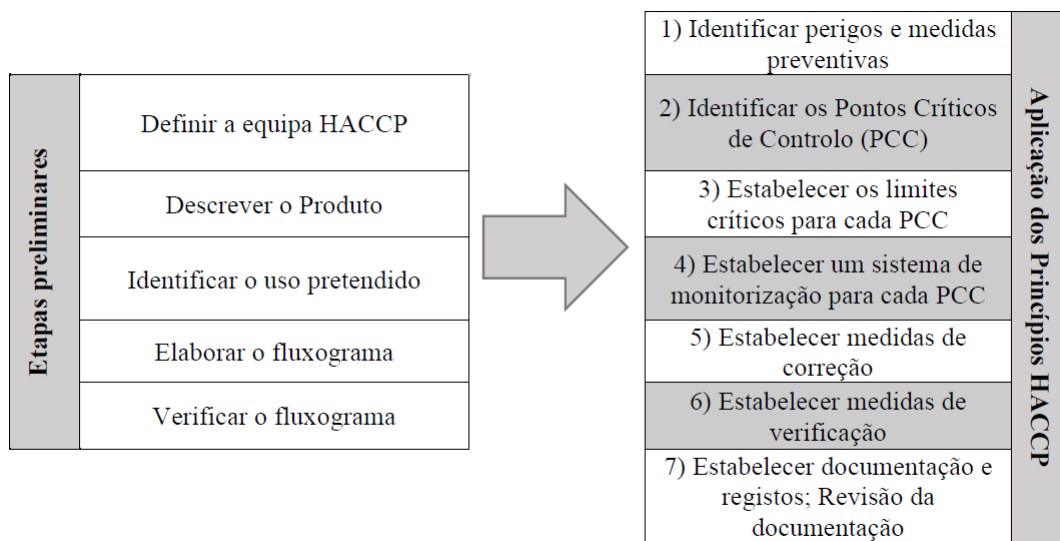 Etapas preliminares
Definir a equipa HACCP
Descrever o Produto
Identificar o uso pretendido
Elaborar o fluxograma
Verificar o fluxograma
1) Identificar perigos e medidas
preventivas
2) Identificar os Pontos Críticos
de Controlo (PCC)
3) Estabelecer os limites
críticos para cada PCC
4) Estabelecer um sistema de
monitorização para cada PCC
5) Estabelecer medidas de
correção
6) Estabelecer medidas de
verificação
7) Estabelecer documentação e
registos; Revisão da
documentação
Aplicação dos Princípios HACCP